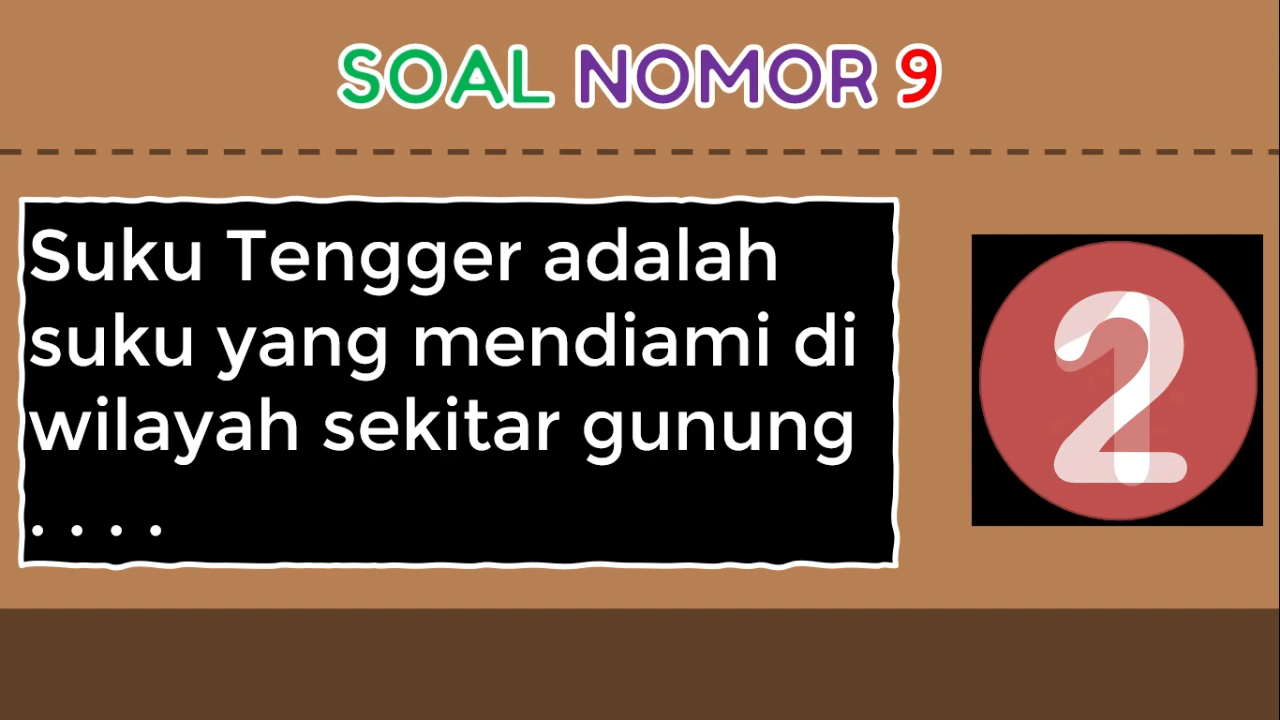 SOAL NOMOR 9
Suku Tengger adalah
suku yang mendiami di
wilayah sekitar gunung
. . . .
2